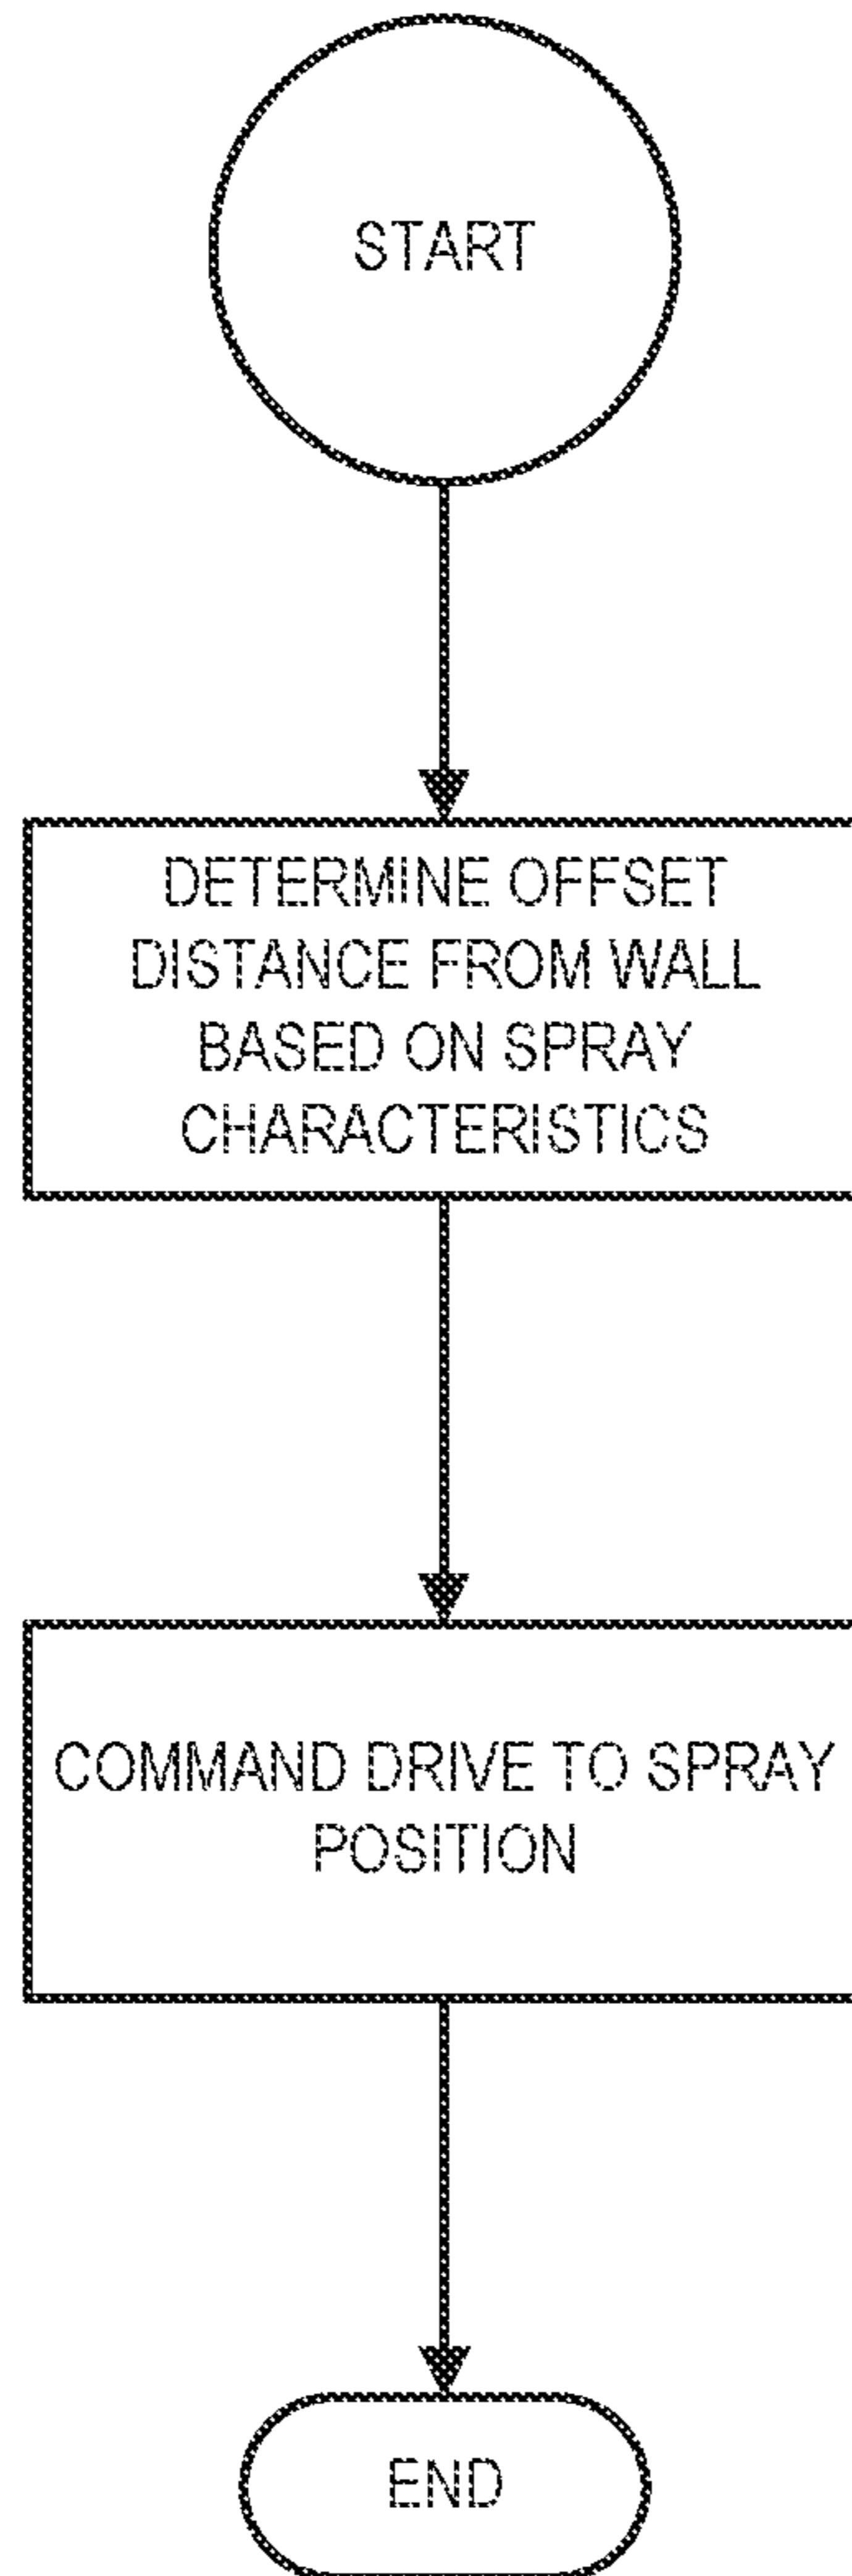 START
DETERMINE OFFSET
DISTANCE FROM WALL
BASED ON SPRAY
CHARACTERISTICS
COMMAND DRIVE TO SPRAY
POSITION
END